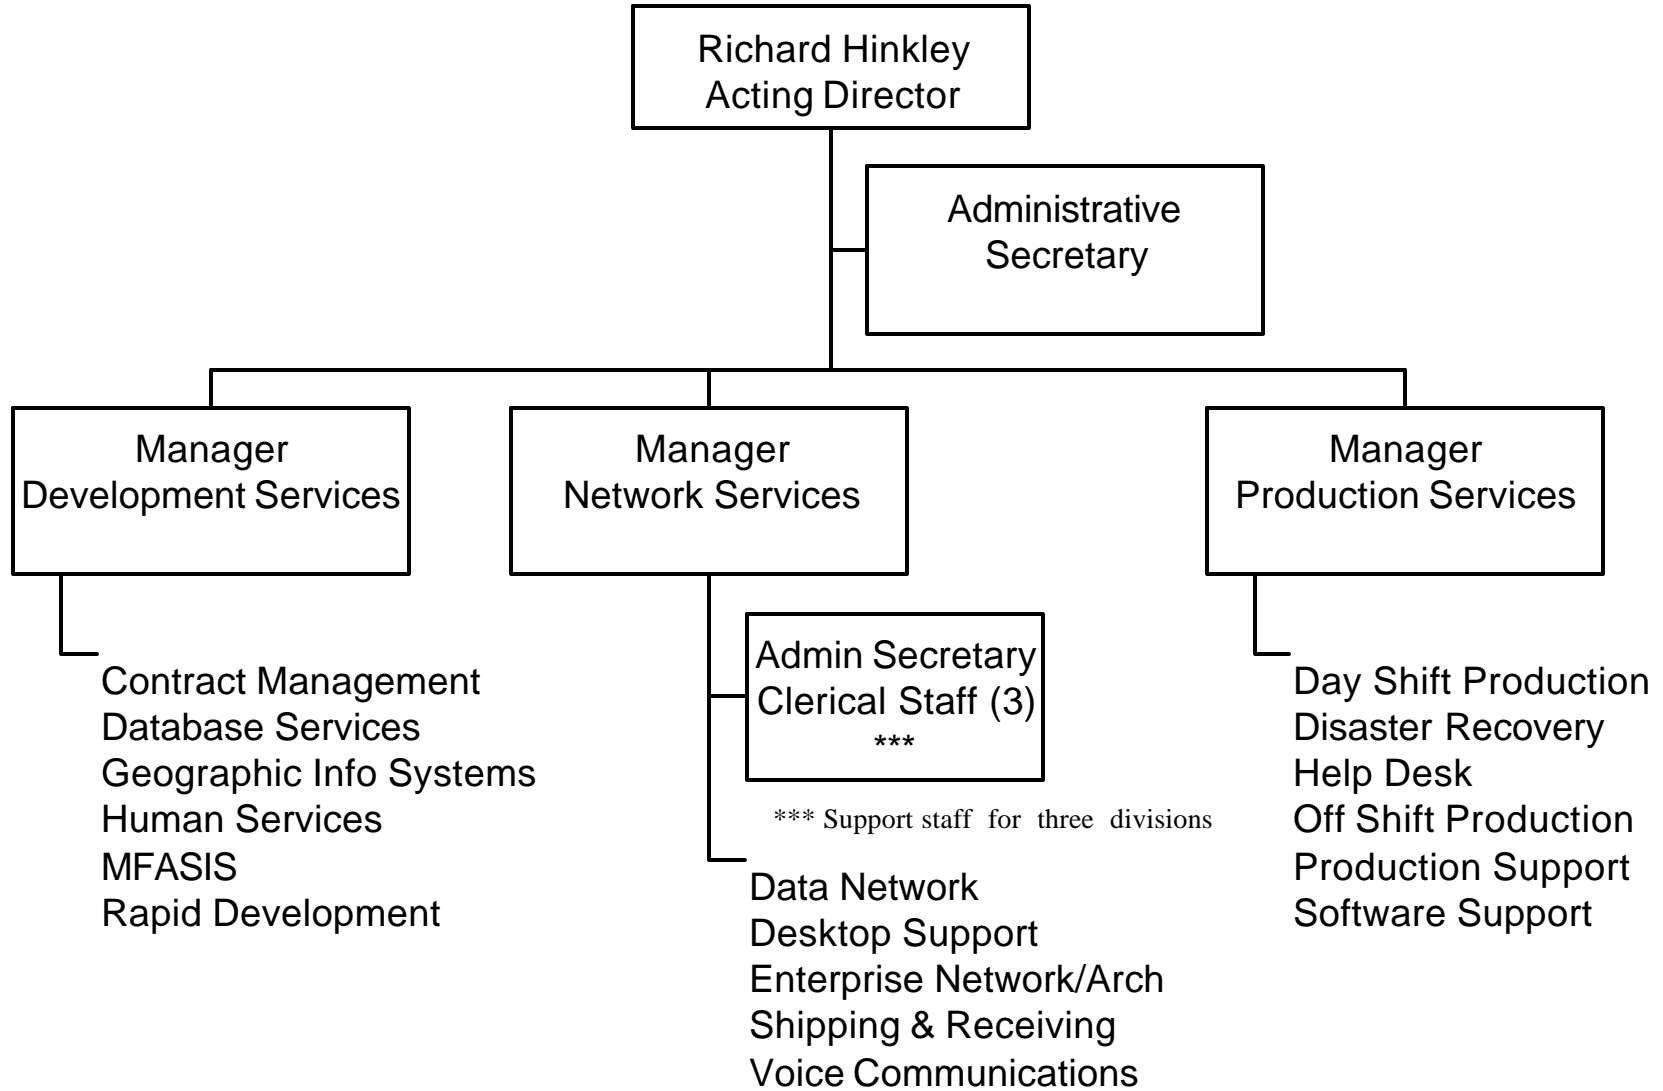 Richard Hinkley
Acting Director
Administrative
Secretary
Manager
Development Services
Manager
Network Services
Manager
Production Services
Contract Management
Database Services
Geographic Info Systems
Human Services
MFASIS
Rapid Development
Admin Secretary
Clerical Staff (3)
***
*** Support staff for three divisions
Data Network
Desktop Support
Enterprise Network/Arch
Shipping & Receiving
Voice Communications
Day Shift Production
Disaster Recovery
Help Desk
Off Shift Production
Production Support
Software Support